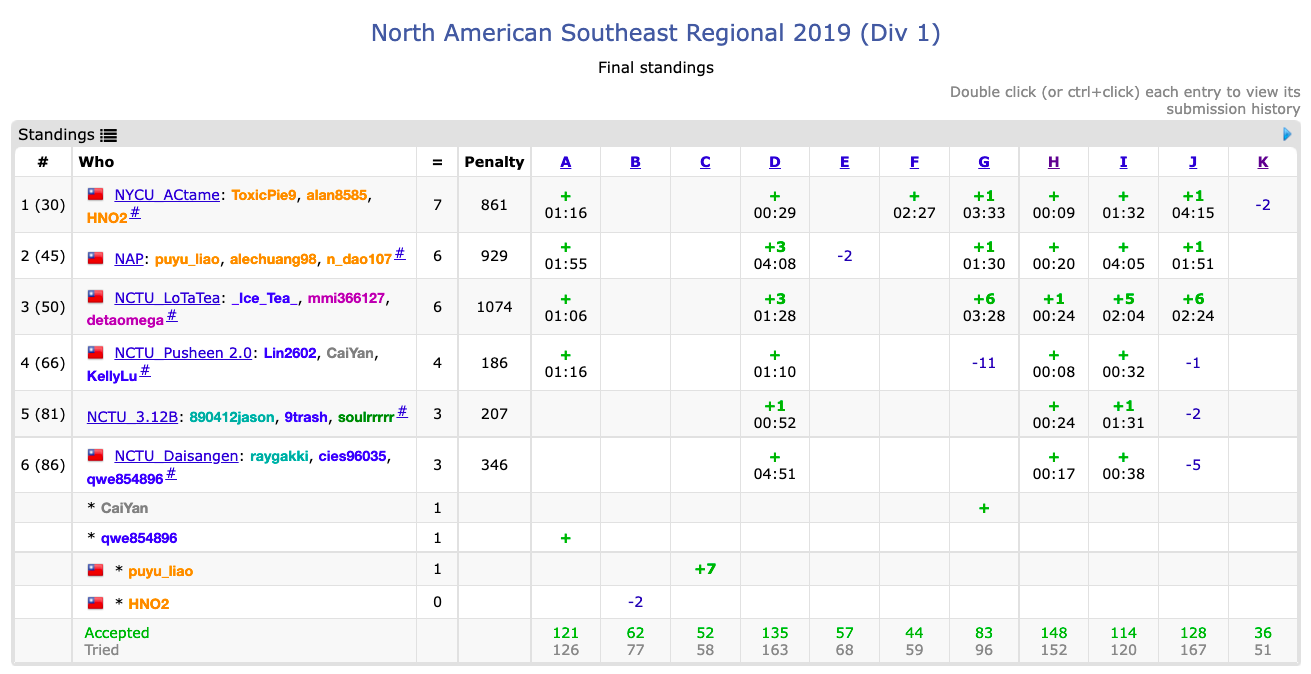 North American Southeast Regional 2019 (Div 1)
Final standings
Double click (or ctrl+click) each entry to view its
submission history
Standings
# Who = Penalty A B C D E F G H I J K
1 (30) NYCU_ACtame: ToxicPie9, alan8585, HNO2# 7 861 + 01:16 + 00:29 + 02:27 +1 03:33 + 00:09 + 01:32 +1 04:15 -2
2 (45) NAP: puyu_liao, alechuang98, n_dao107# 6 929 + 01:55 +3 04:08 -2 +1 01:30 + 00:20 + 04:05 +1 01:51
3 (50) NCTU_LoTaTea: _Ice_Tea_, mmi366127, detaomega# 6 1074 + 01:06 +3 01:28 +6 03:28 +1 00:24 +5 02:04 +6 02:24
4 (66) NCTU_Pusheen 2.0: Lin2602, CaiYan, KellyLu# 4 186 + 01:16 + 01:10 -11 + 00:08 + 00:32 -1
5 (81) NCTU_3.12B: 890412jason, 9trash, soulrrrrr# 3 207 +1 00:52 + 00:24 +1 01:31 -2
6 (86) NCTU_Daisangen: raygakki, cies96035, qwe854896# 3 346 + 04:51 + 00:17 + 00:38 -5
* CaiYan 1 +
* qwe854896 1 +
* puyu_liao 1 +7
* HNO2 0 -2
Accepted 121 62 52 135 57 44 83 148 114 128 36
Tried 126 77 58 163 68 59 96 152 120 167 51